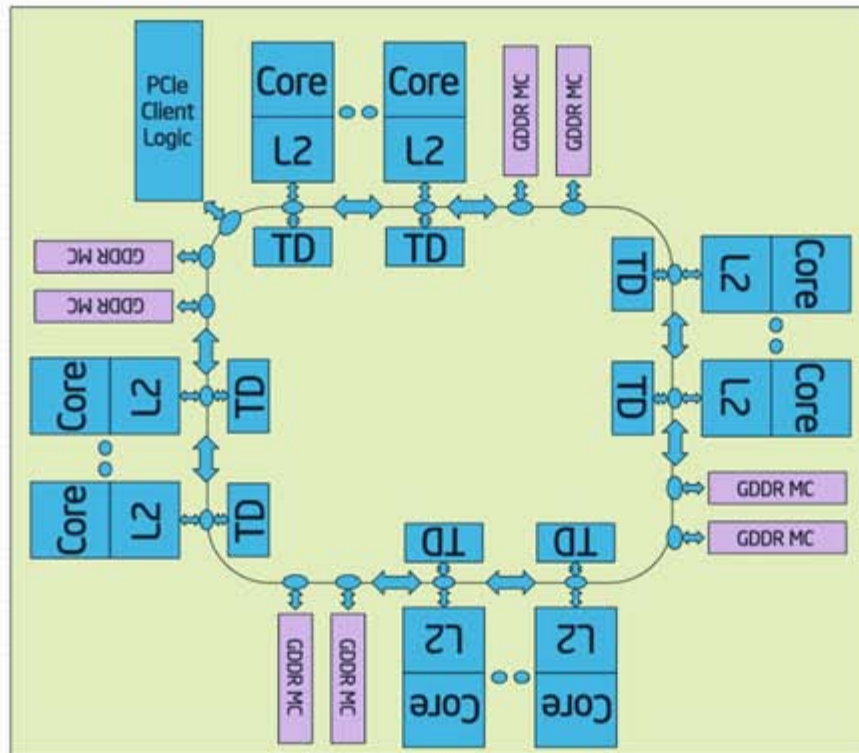 PCIe
Client
Logic
Core
L2
TD
Core
L2
TD
GDDR MC
GDDR MC
GDDR MC
GDDR MC
TD
L2
Core
TD
L2
Core
Core
L2
TD
Core
L2
TD
GDDR MC
GDDR MC
GDDR MC
GDDR MC
TD
L2
Core
TD
L2
Core